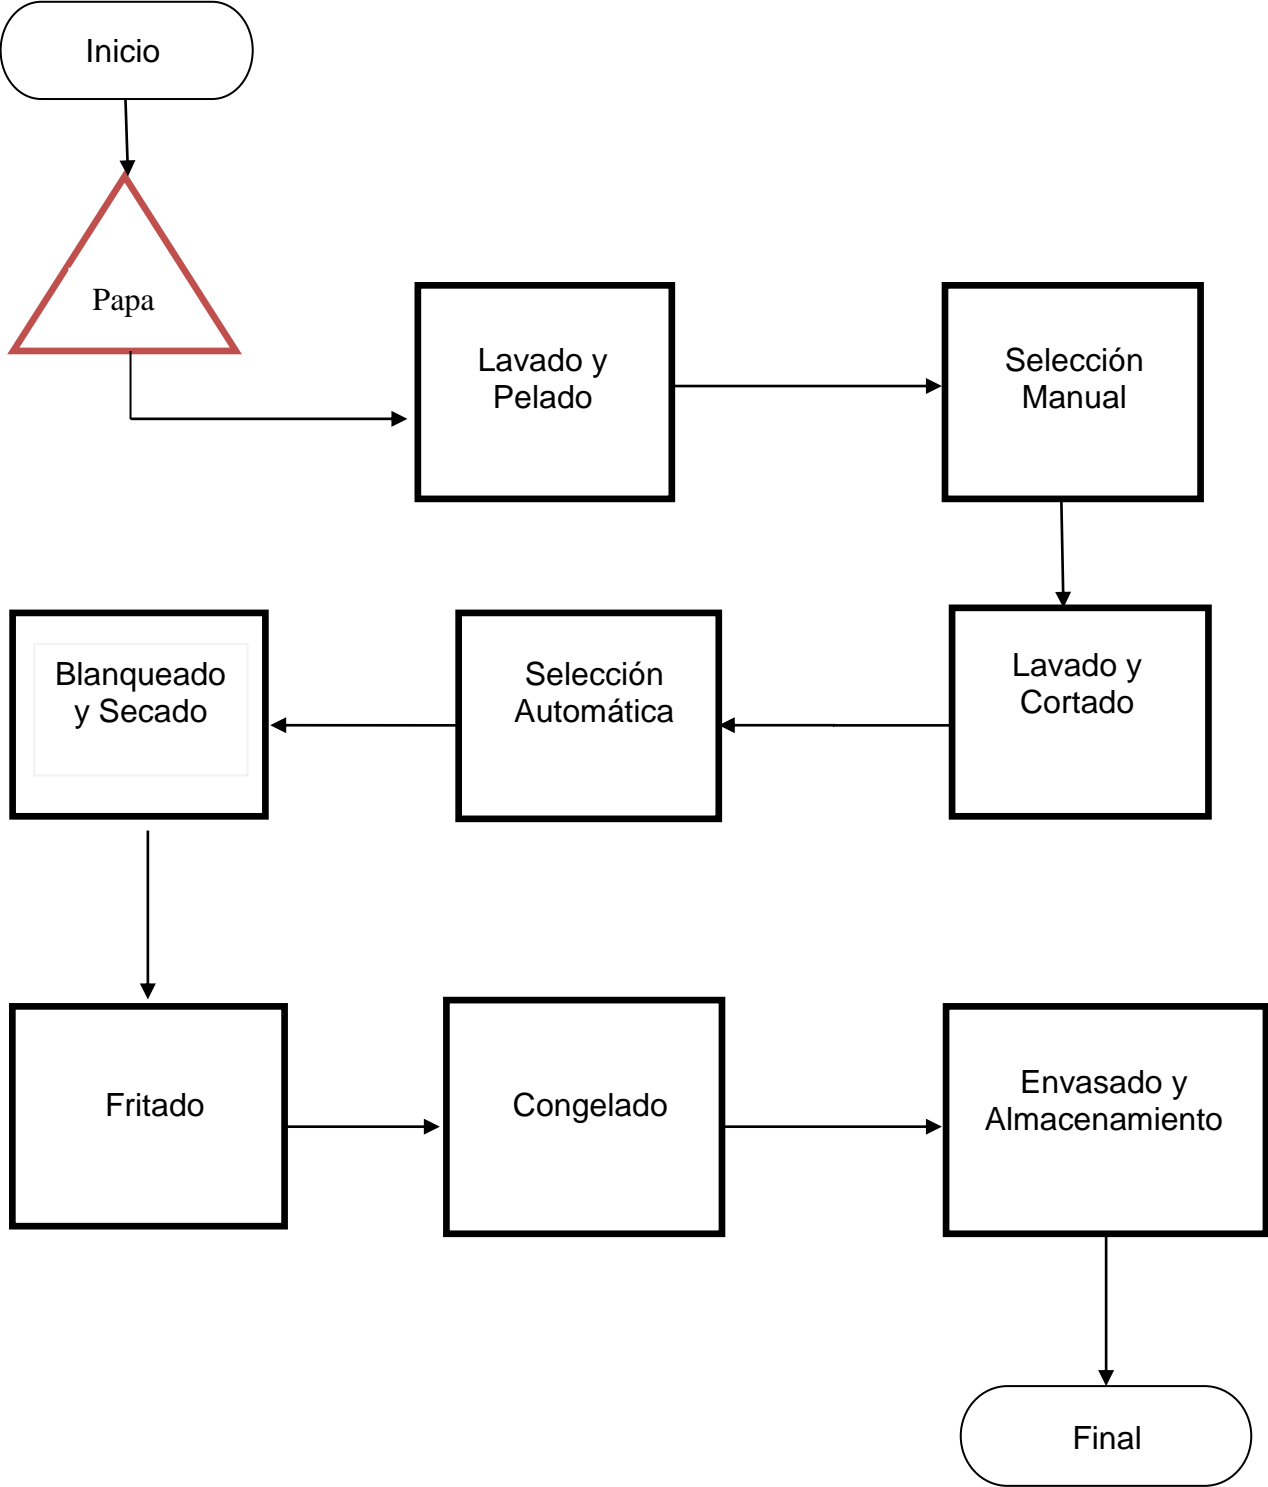 Inicio
Papa
Lavado y
Pelado
Selección
Manual
Lavado y
Cortado
Selección
Automática
Blanqueado
y Secado
Fritado
Congelado
Envasado y
Almacenamiento
Final